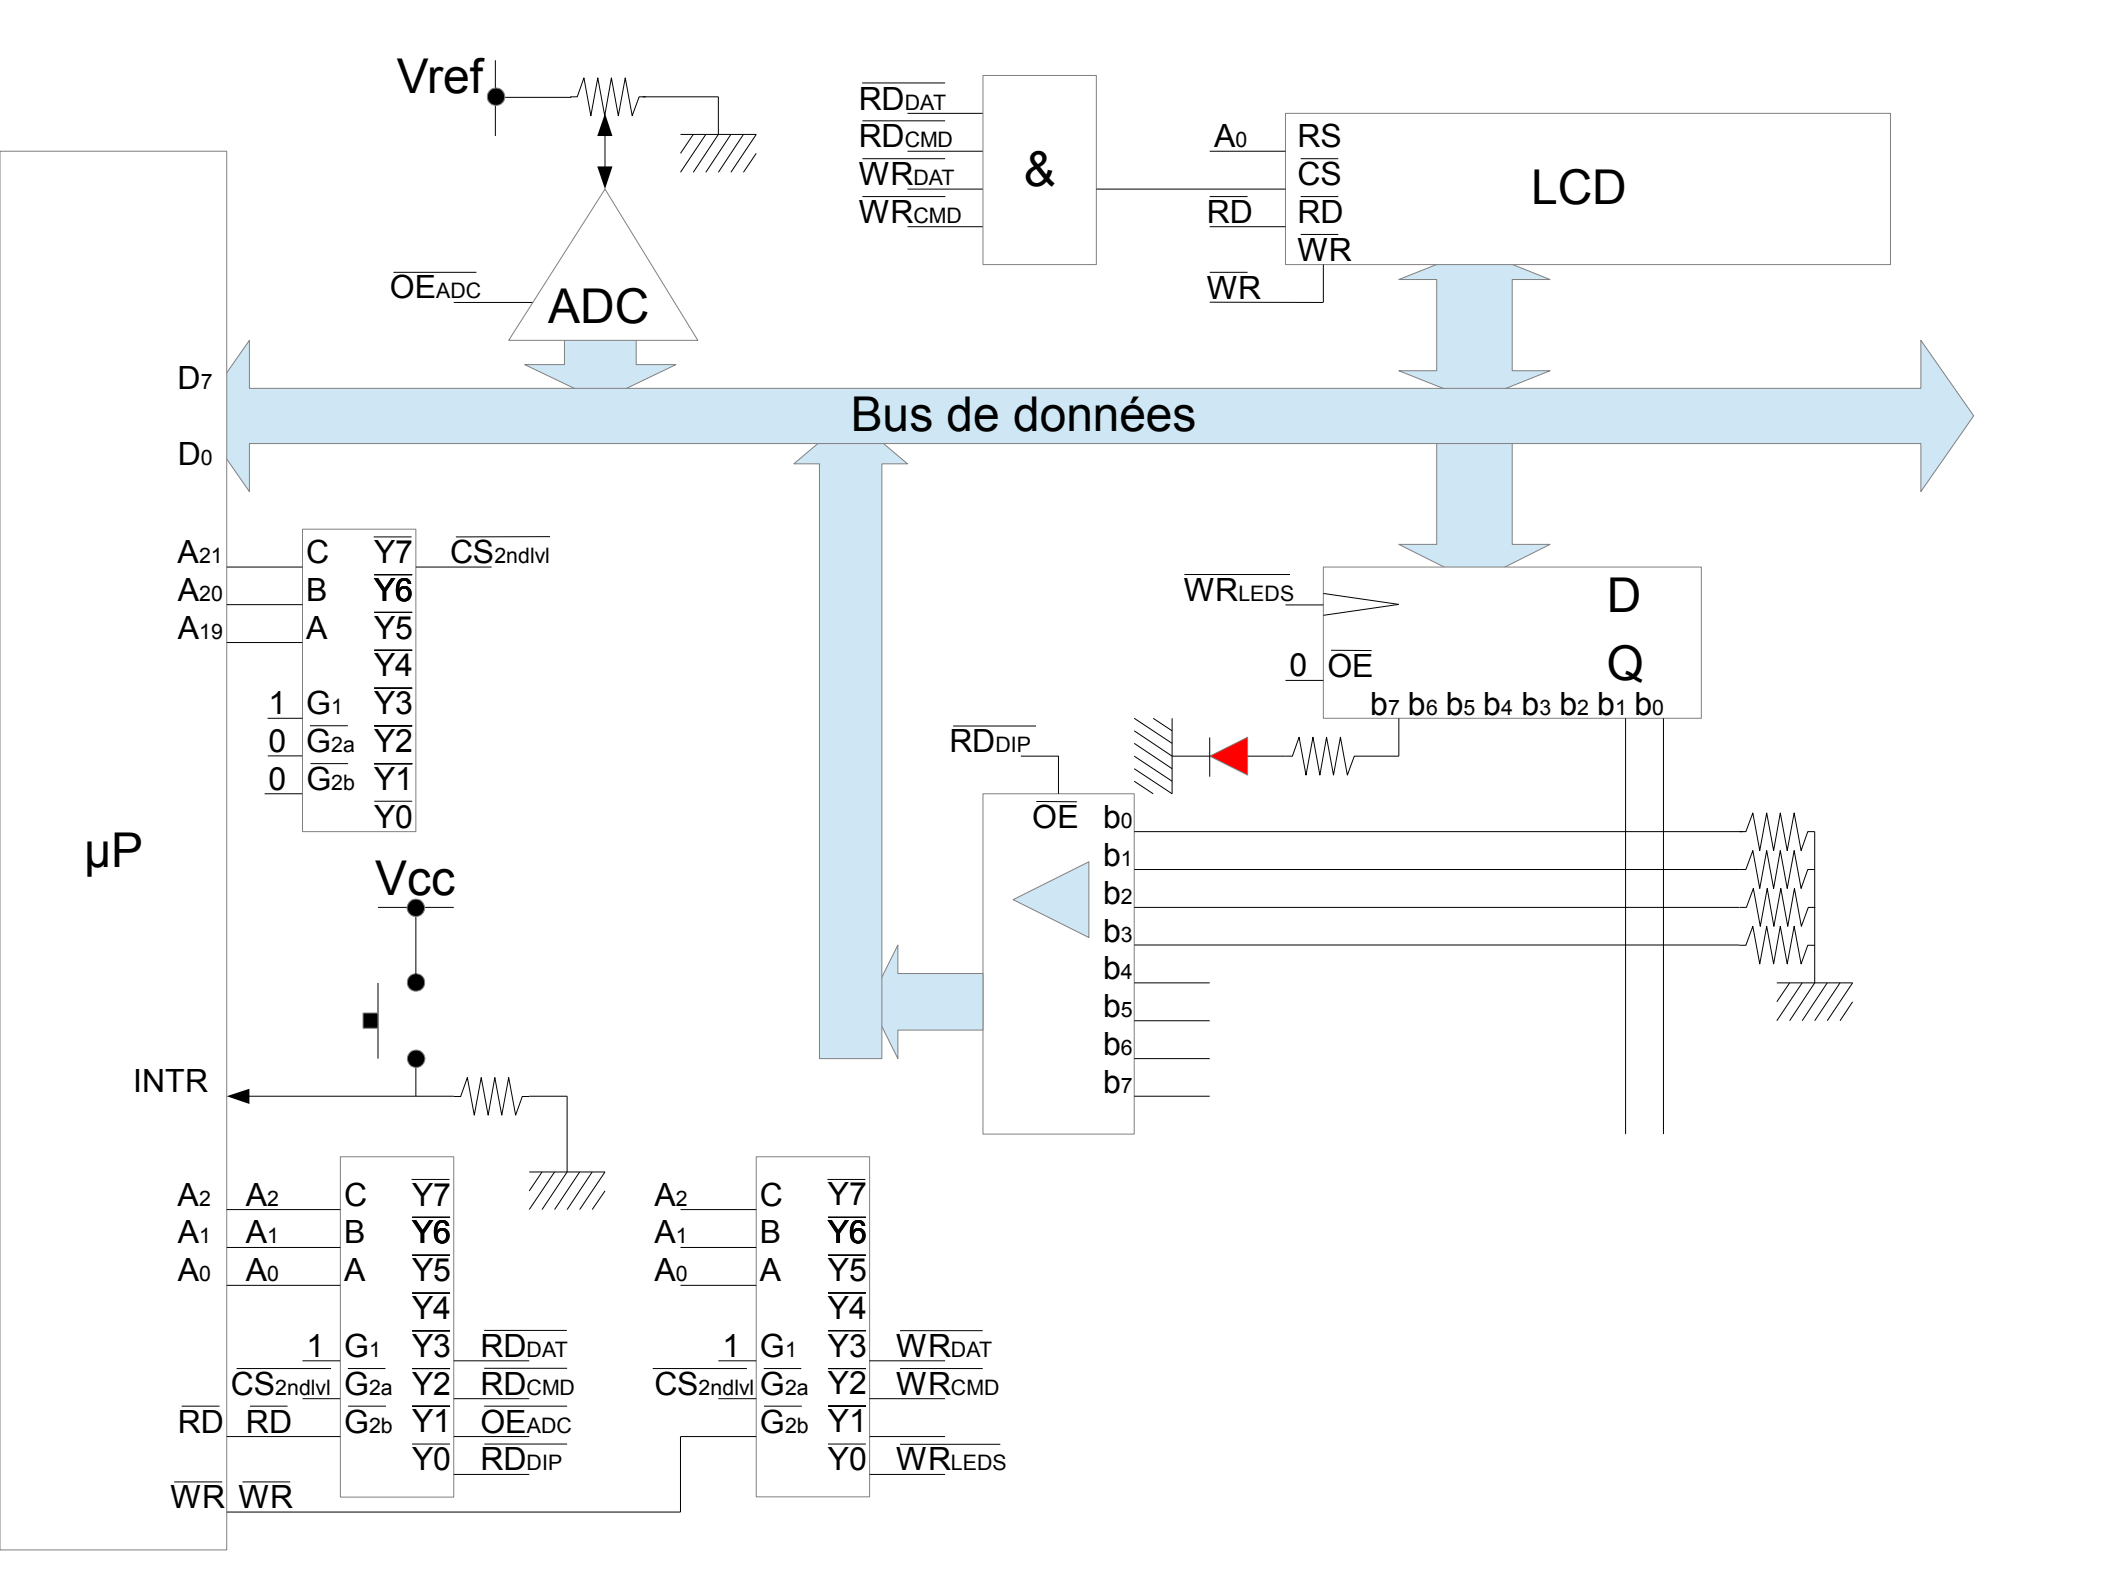 Vref
ADC
OEADC
RDDAT
RDCMD
WRDAT
WRCMD
&
A0
RD
WR
RS
CS
RD
WR
LCD
Bus de données
µP
D7
D0
A21
A20
A19
C
B
A
1 G1
0 G2a
0 G2b
Y7
Y6
Y5
Y4
Y3
Y2
Y1
Y0
CS2ndlvl
WRLEDS
0 OE
D
Q
b7 b6 b5 b4 b3 b2 b1 b0
RDDIP
OE
b0
b1
b2
b3
b4
b5
b6
b7
Vcc
INTR
A2 A2 C Y7
A1 A1 B Y6
A0 A0 A Y5
Y4
1 G1 Y3 RDDAT
CS2ndlvl G2a Y2 RDCMD
RD RD G2b Y1 OEADC
Y0 RDDIP
WR WR
A2 C Y7
A1 B Y6
A0 A Y5
Y4
1 G1 Y3 WRDAT
CS2ndlvl G2a Y2 WRCMD
G2b Y1
Y0 WRLEDS